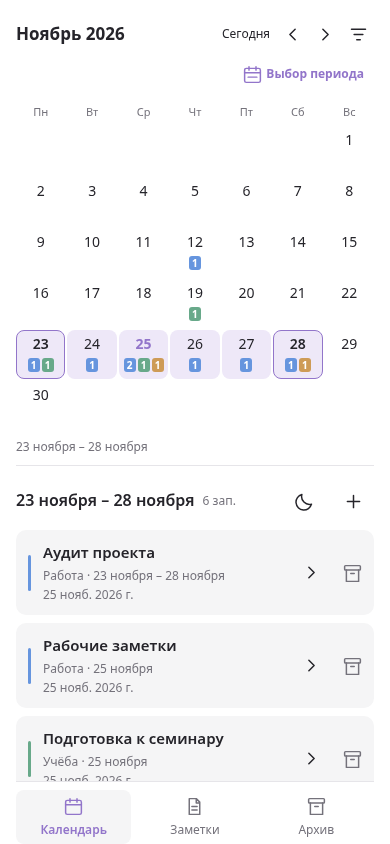 Ноябрь 2026
Сегодня
Выбор периода
Пн Вт Ср Чт Пт Сб Вс
1
2 3 4 5 6 7 8
9 10 11 12 13 14 15
1
16 17 18 19 20 21 22
1
23 24 25 26 27 28 29
1 1 1 2 1 1 1 1 1 1
30
23 ноября – 28 ноября
23 ноября – 28 ноября 6 зап.
Аудит проекта
Работа · 23 ноября – 28 ноября
25 нояб. 2026 г.
Рабочие заметки
Работа · 25 ноября
25 нояб. 2026 г.
Подготовка к семинару
Учёба · 25 ноября
25 нояб. 2026 г.
Календарь Заметки Архив